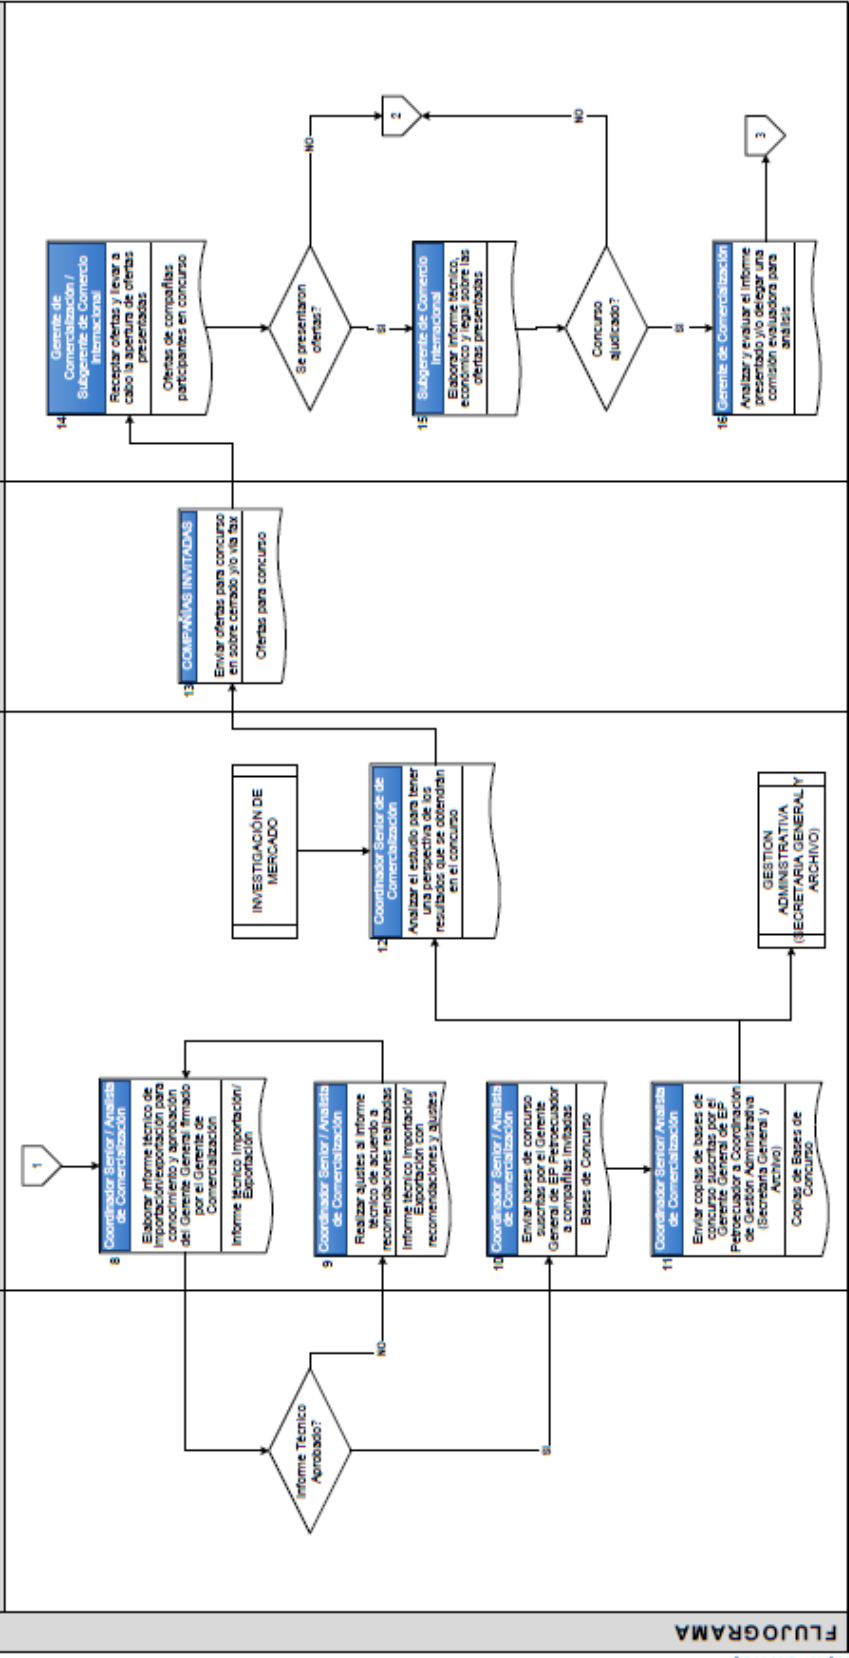 FLUJOGRAMA
Informe Técnico
Aprobado?
NO
SI
1
8
Coordinador Senior / Analista
de Comercialización
Elaborar informe técnico de
importación/exportación para
conocimiento y aprobación
del Gerente General firmado
por el Gerente de
Comercialización
Informe técnico Importación/
Exportación
9
Coordinador Senior / Analista
de Comercialización
Realizar ajustes al informe
técnico de acuerdo a
recomendaciones realizadas
Informe técnico Importación/
Exportación con
recomendaciones y ajustes
10
Coordinador Senior / Analista
de Comercialización
Enviar bases de concurso
suscritas por el Gerente
General de EP Petroecuador
a compañías invitadas
Bases de Concurso
11
Coordinador Senior/ Analista
de Comercialización
Enviar copias de bases de
concurso suscritas por el
Gerente General de EP
Petroecuador a Coordinación
de Gestión Administrativa
(Secretaría General y
Archivo)
Copias de Bases de
Concurso
INVESTIGACIÓN DE
MERCADO
12
Coordinador Senior de de
Comercialización
Analizar el estudio para tener
una perspectiva de los
resultados que se obtendrán
en el concurso
GESTION
ADMINISTRATIVA
(SECRETARIA GENERAL Y
ARCHIVO)
13
COMPAÑÍAS INVITADAS
Enviar ofertas para concurso
en sobre cerrado y/o vía fax
Ofertas para concurso
14
Gerente de
Comercialización /
Subgerente de Comercio
Internacional
Receptar ofertas y llevar a
cabo la apertura de ofertas
presentadas
Ofertas de compañías
participantes en concurso
Se presentaron
ofertas?
NO
SI
2
15
Subgerente de Comercio
Internacional
Elaborar informe técnico,
económico y legal sobre las
ofertas presentadas
Concurso
ajudicado?
NO
SI
16
Gerente de Comercialización
Analizar y evaluar el informe
presentado y/o delegar una
comisión evaluadora para
análisis
3